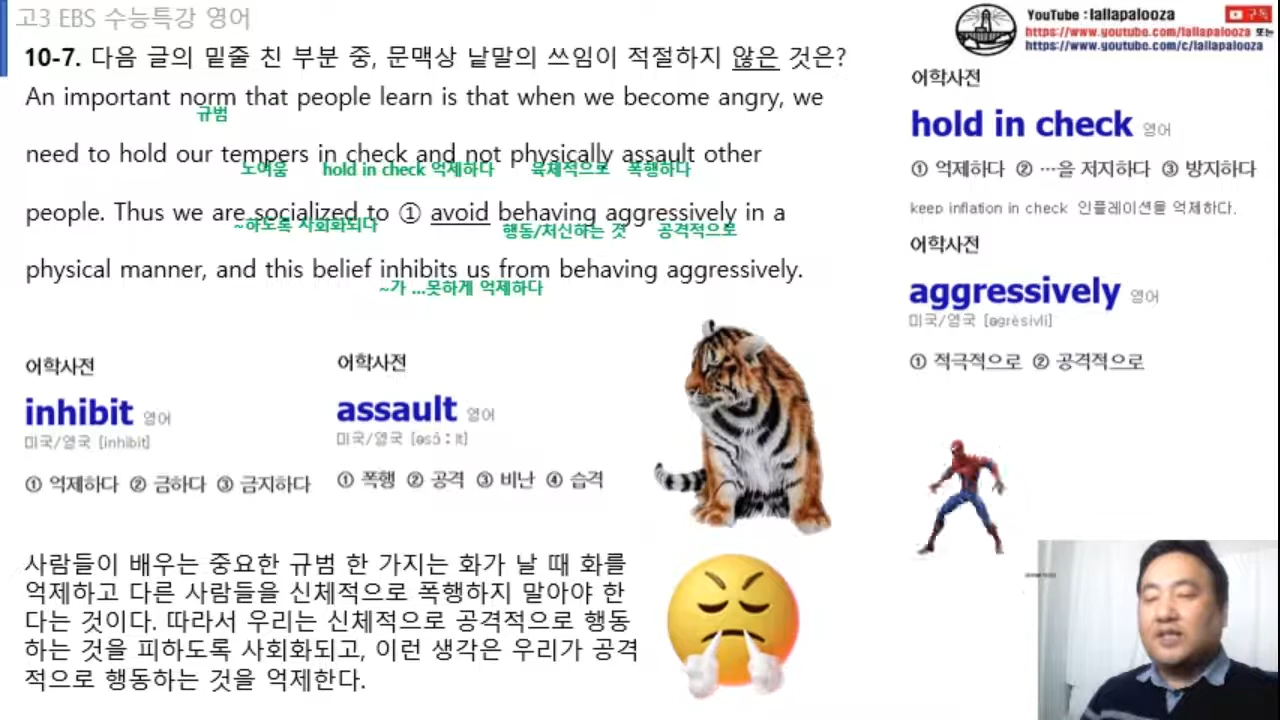 고3 EBS 수능특강 영어
10-7. 다음 글의 밑줄 친 부분 중, 문맥상 낱말의 쓰임이 적절하지 않은 것은?
An important norm that people learn is that when we become angry, we
규범
need to hold our tempers in check and not physically assault other
노여움 hold in check 억제하다 육체적으로 폭행하다
people. Thus we are socialized to ① avoid behaving aggressively in a
~하도록 사회화되다 행동/처신하는 것 공격적으로
physical manner, and this belief inhibits us from behaving aggressively.
~가 ...못하게 억제하다
어학사전
inhibit 영어
미국/영국 [inhíbit]
① 억제하다 ② 금하다 ③ 금지하다
어학사전
assault 영어
미국/영국 [əsɔ́ːlt]
① 폭행 ② 공격 ③ 비난 ④ 습격
사람들이 배우는 중요한 규범 한 가지는 화가 날 때 화를
억제하고 다른 사람들을 신체적으로 폭행하지 말아야 한
다는 것이다. 따라서 우리는 신체적으로 공격적으로 행동
하는 것을 피하도록 사회화되고, 이런 생각은 우리가 공격
적으로 행동하는 것을 억제한다.
YouTube : lallapalooza 구독
https://www.youtube.com/lallapalooza 또는
https://www.youtube.com/c/lallapalooza
어학사전
hold in check 영어
① 억제하다 ② …을 저지하다 ③ 방지하다
keep inflation in check 인플레이션을 억제하다.
어학사전
aggressively 영어
미국/영국 [əgrésivli]
① 적극적으로 ② 공격적으로